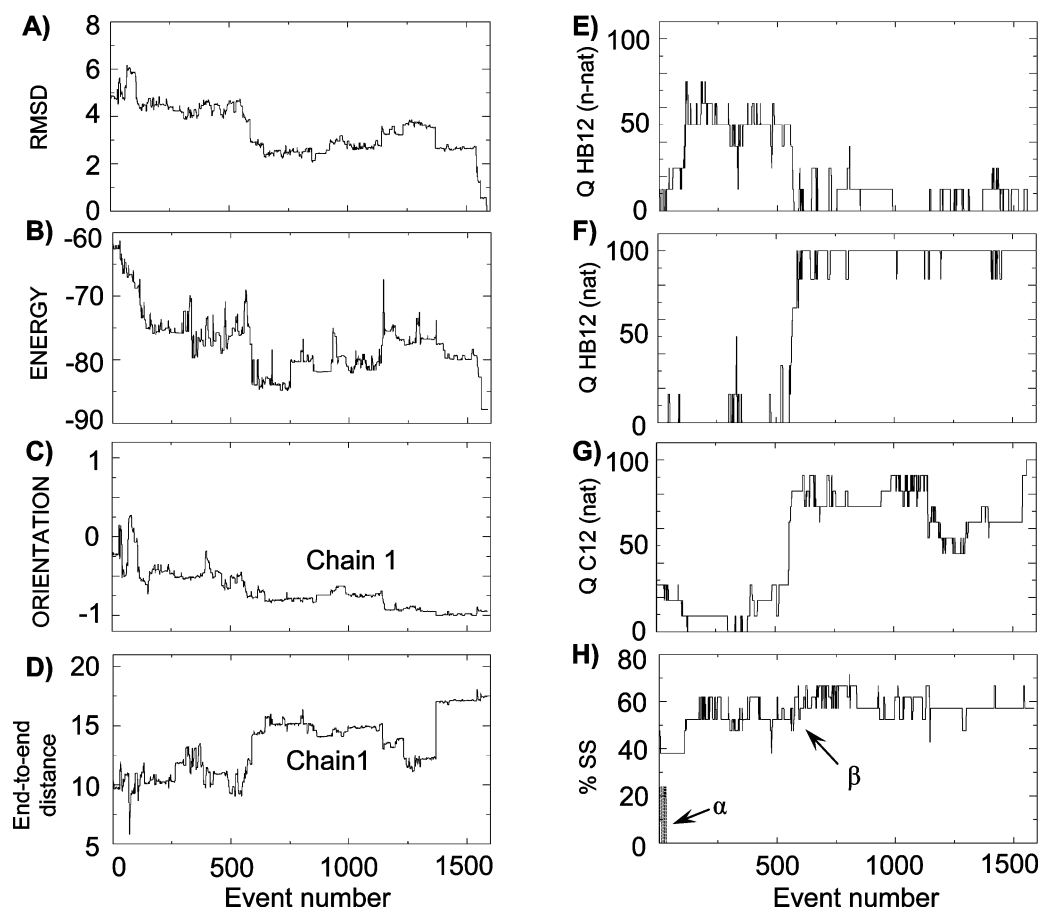 A)
RMSD
8
6
4
2
0
B)
ENERGY
-60
-70
-80
-90
C)
ORIENTATION
1
0
-1
Chain 1
D)
End-to-end
distance
20
15
10
5
Chain1
0
500
1000
1500
Event number
E)
Q HB12 (n-nat)
100
50
0
F)
Q HB12 (nat)
100
50
0
G)
Q C12 (nat)
100
50
0
H)
% SS
80
60
40
20
0
α
β
500
1000
1500
Event number